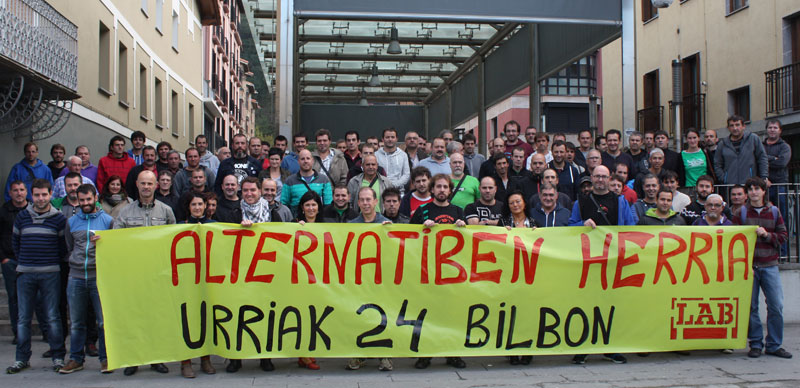 ALTERNATIBEN HERRIA
URRIAK 24 BILBON
LAB